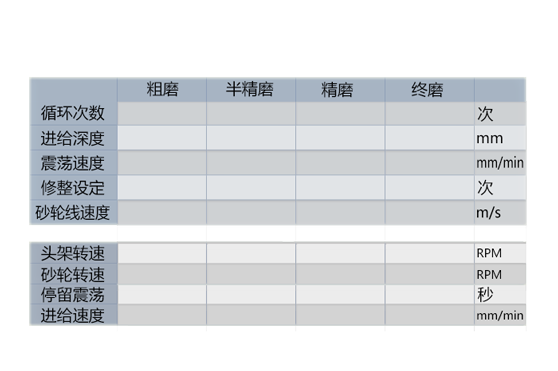 粗磨 半精磨 精磨 终磨
循环次数 次
进给深度 mm
震荡速度 mm/min
修整设定 次
砂轮线速度 m/s
头架转速 RPM
砂轮转速 RPM
停留震荡 秒
进给速度 mm/min